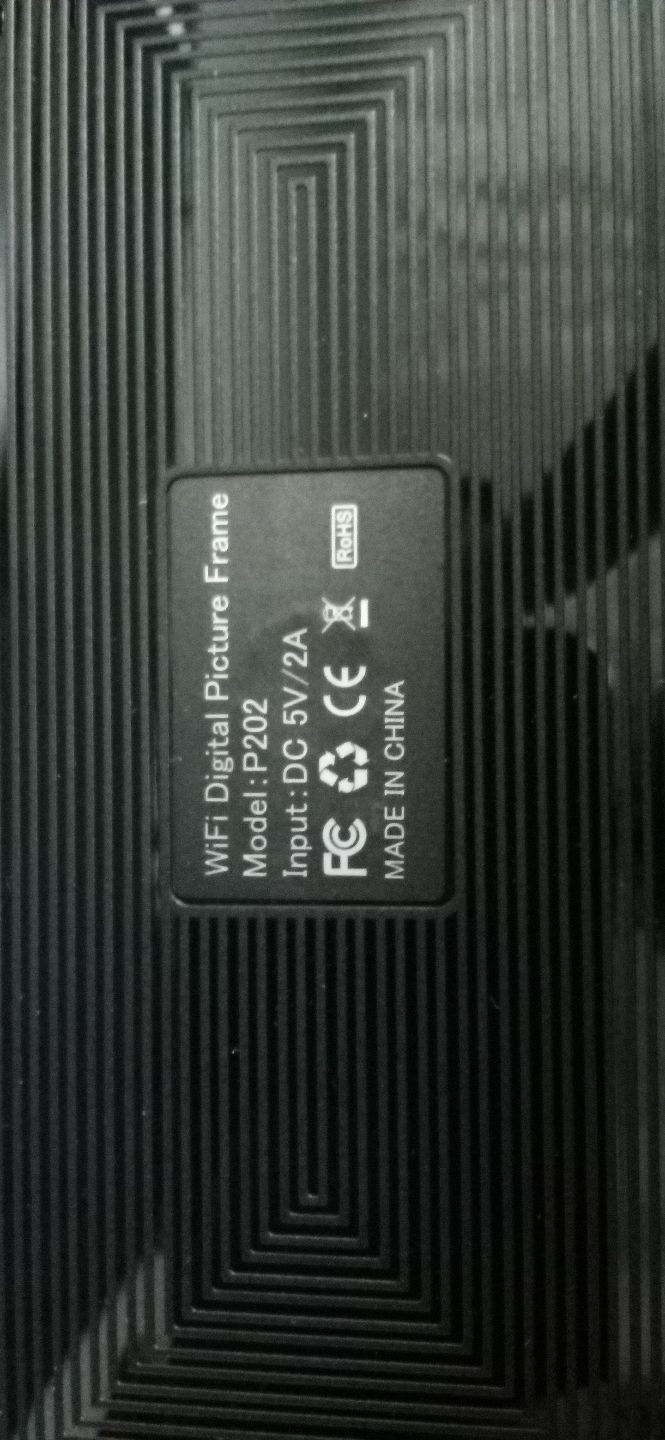 WiFi Digital Picture Frame
Model:P202
Input:DC 5V/2A
FC CE RoHS
MADE IN CHINA